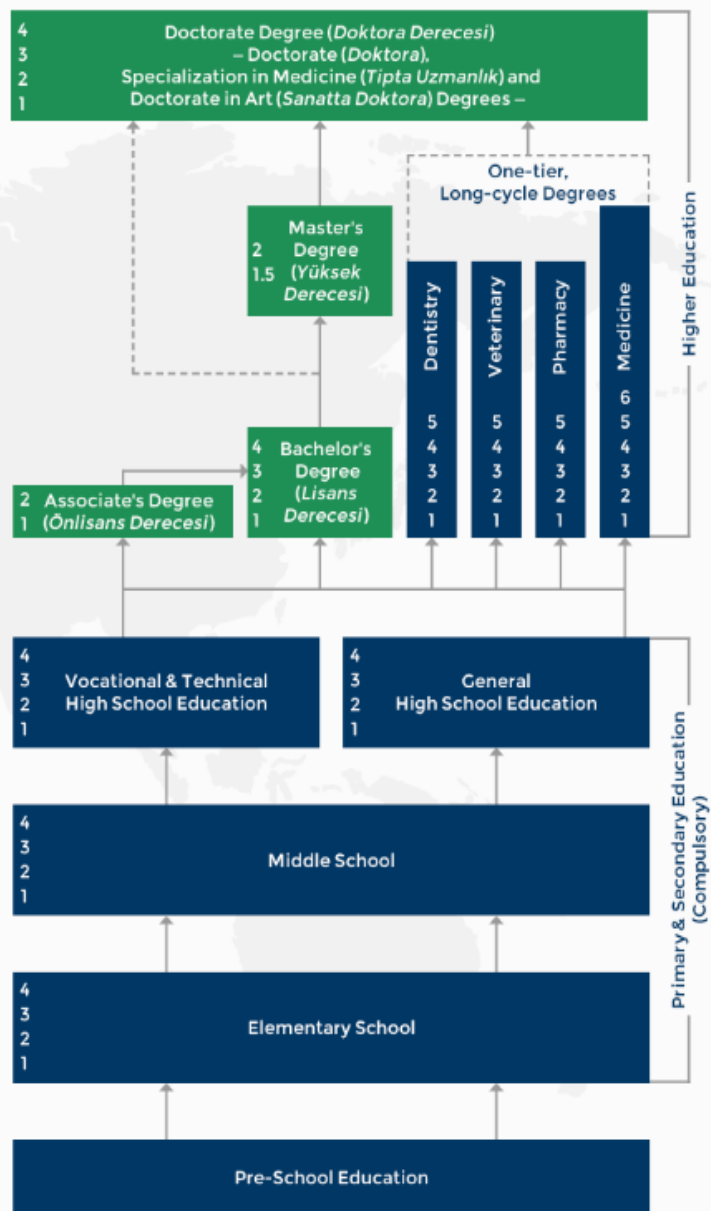 4
3
2
1
Doctorate Degree (Doktora Derecesi)
– Doctorate (Doktora),
Specialization in Medicine (Tipta Uzmanlık) and
Doctorate in Art (Sanatta Doktora) Degrees –
One-tier,
Long-cycle Degrees
Higher Education
2
1.5
Master's
Degree
(Yüksek
Derecesi)
Dentistry
5
4
3
2
1
Veterinary
5
4
3
2
1
Pharmacy
5
4
3
2
1
Medicine
6
5
4
3
2
1
4
3
2
1
Bachelor's
Degree
(Lisans
Derecesi)
2
1
Associate's Degree
(Õnlisans Derecesi)
4
3
2
1
Vocational & Technical
High School Education
4
3
2
1
General
High School Education
Primary & Secondary Education
(Compulsory)
4
3
2
1
Middle School
4
3
2
1
Elementary School
Pre-School Education